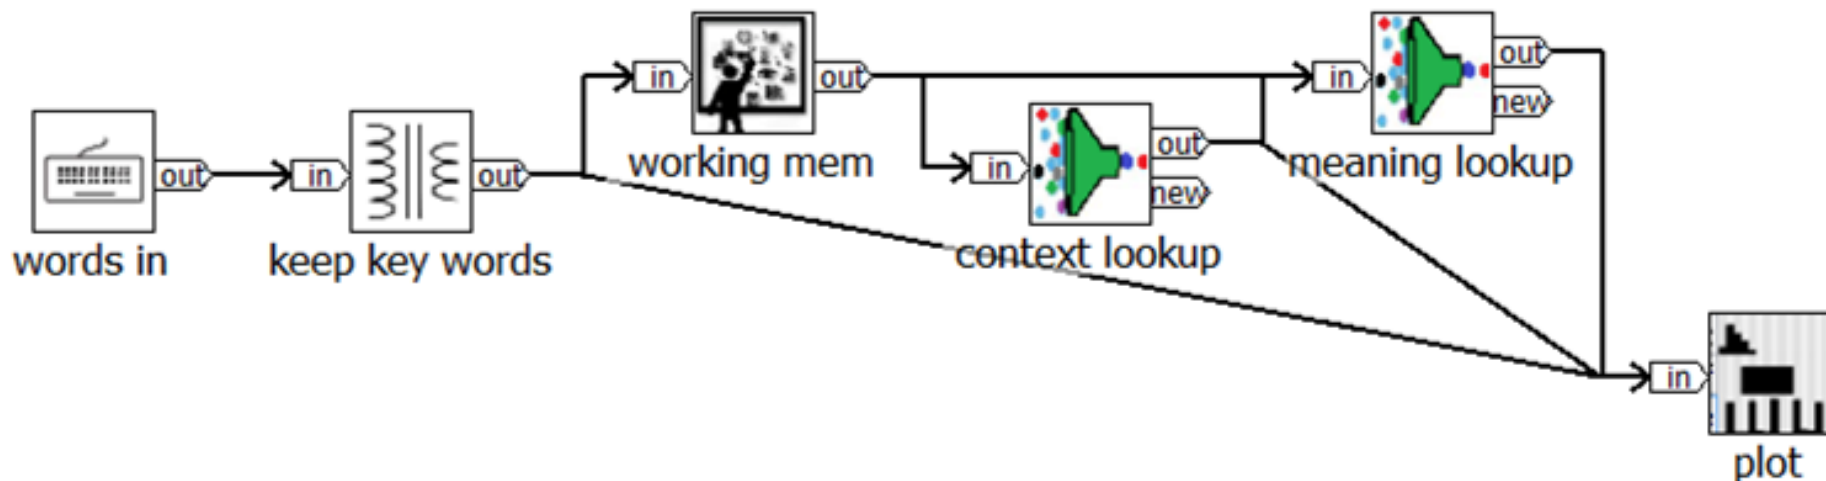 words in
out
in
keep key words
out
in
working mem
out
in
context lookup
out
new
in
meaning lookup
out
new
in
plot